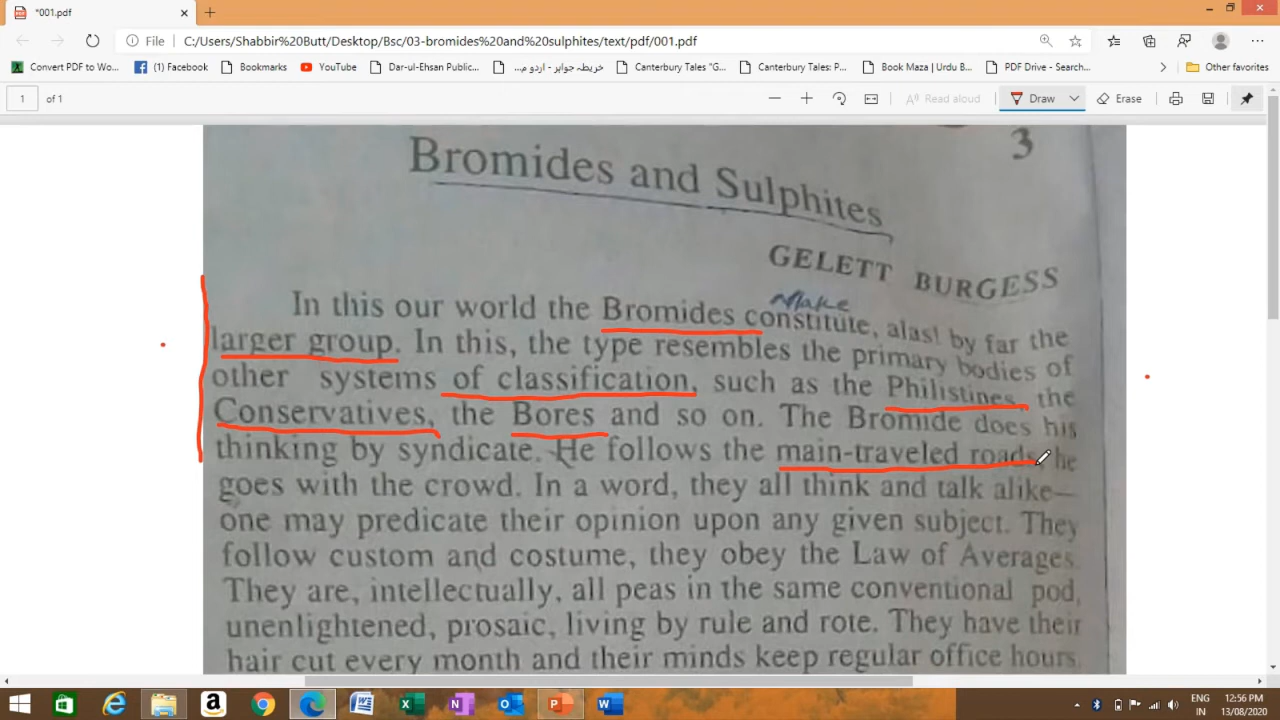 *001.pdf
File C:/Users/Shabbir%20Butt/Desktop/Bsc/03-bromides%20and%20sulphites/text/pdf/001.pdf
Convert PDF to Wo... (1) Facebook Bookmarks YouTube Dar-ul-Ehsan Public... خریطہ جواہر - اردو م... Canterbury Tales "G... Canterbury Tales: P... Book Maza | Urdu B... PDF Drive - Search... Other favorites
1 of 1 Read aloud Draw Erase
3
Bromides and Sulphites
GELETT BURGESS
Make
In this our world the Bromides constitute, alas! by far the
larger group. In this, the type resembles the primary bodies of
other systems of classification, such as the Philistines, the
Conservatives, the Bores and so on. The Bromide does his
thinking by syndicate. He follows the main-traveled roads he
goes with the crowd. In a word, they all think and talk alike—
one may predicate their opinion upon any given subject. They
follow custom and costume, they obey the Law of Averages.
They are, intellectually, all peas in the same conventional pod,
unenlightened, prosaic, living by rule and rote. They have their
hair cut every month and their minds keep regular office hours.
ENG 12:56 PM
IN 13/08/2020